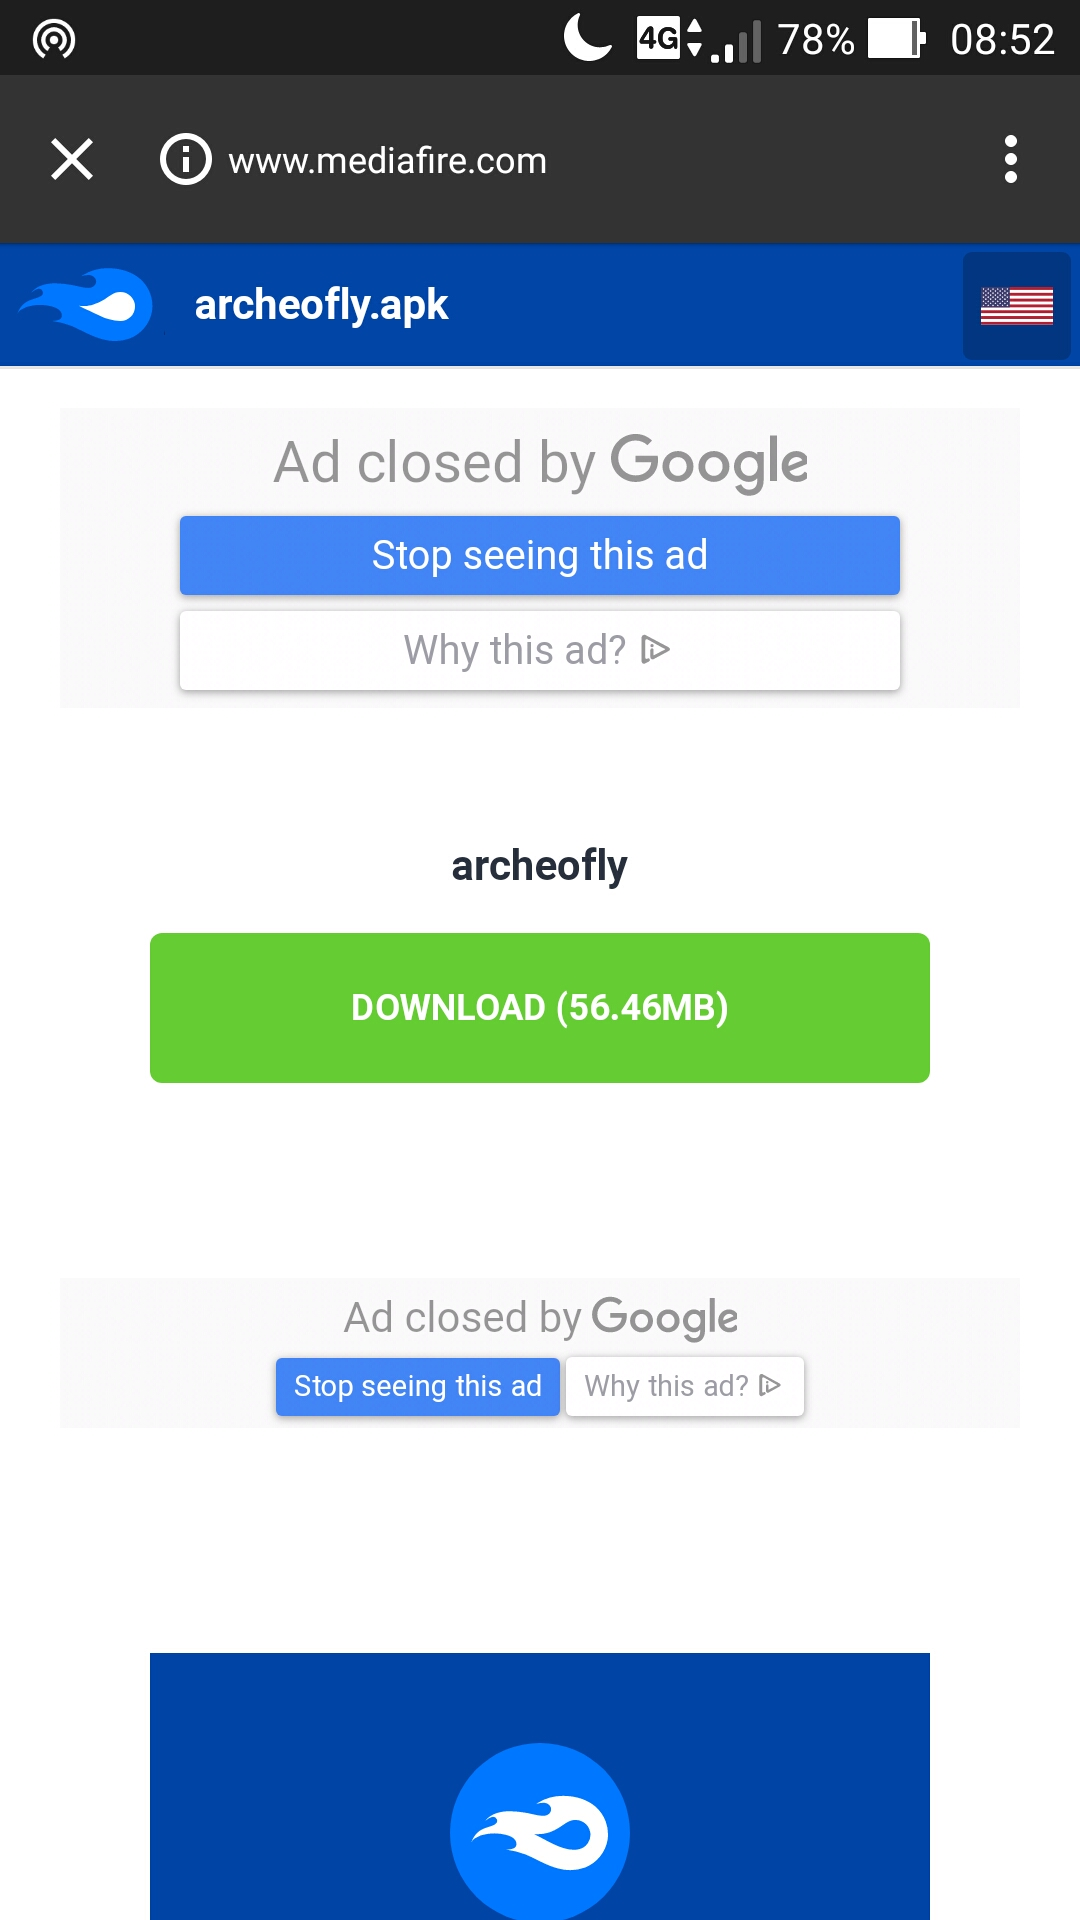 4G 78% 08:52
www.mediafire.com
archeofly.apk
Ad closed by Google
Stop seeing this ad
Why this ad?
archeofly
DOWNLOAD (56.46MB)
Ad closed by Google
Stop seeing this ad Why this ad?